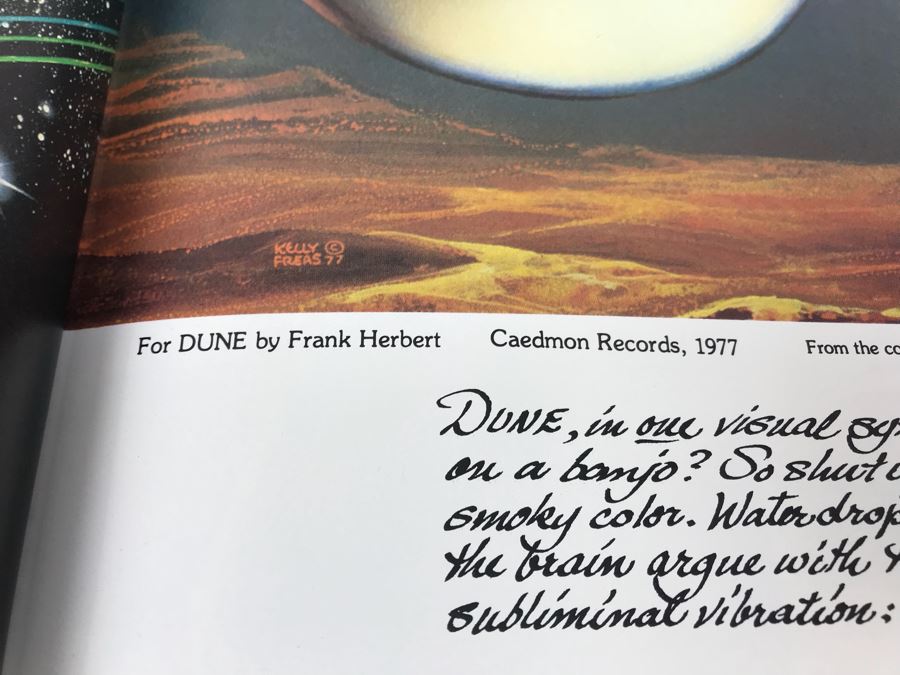 KELLY ©
FREAS 77
For DUNE by Frank Herbert
Caedmon Records, 1977
From the
DUNE, in one visual
on a banjo? So shut
smoky color. Waterdrop
the brain argue with
subliminal vibration: